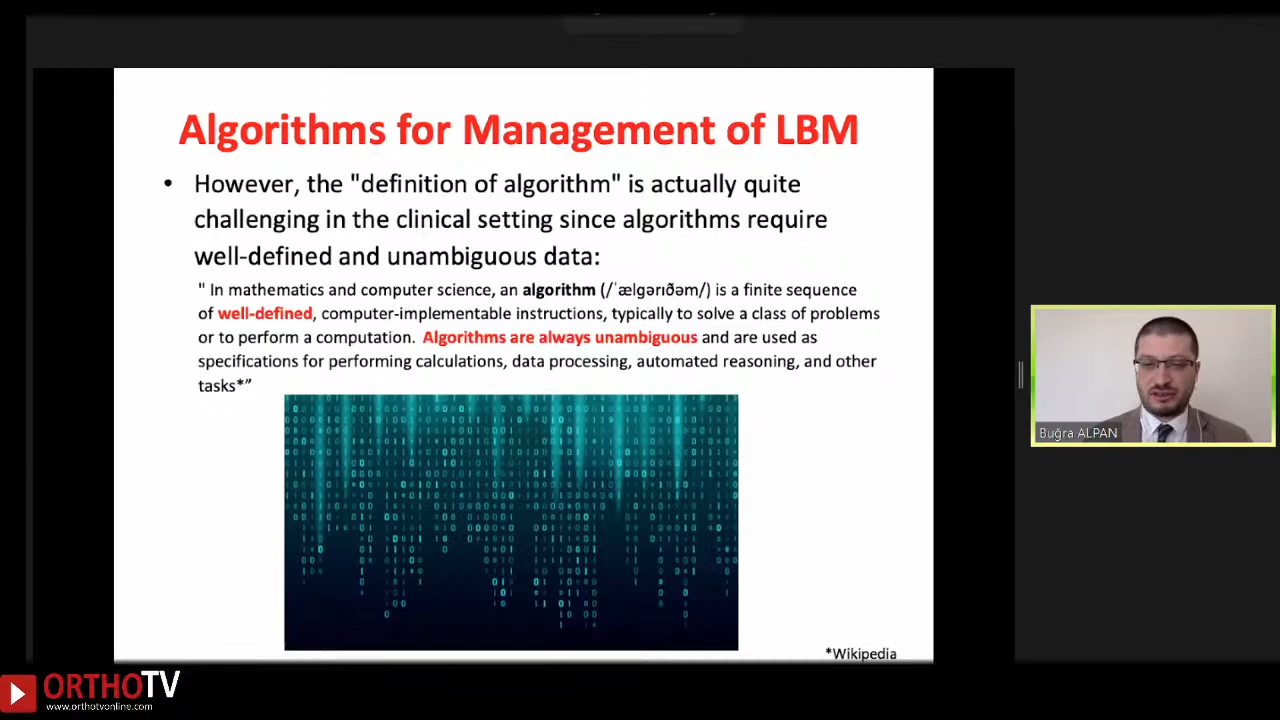 Algorithms for Management of LBM
• However, the "definition of algorithm" is actually quite
challenging in the clinical setting since algorithms require
well-defined and unambiguous data:
" In mathematics and computer science, an algorithm (/ˈælɡərɪðəm/) is a finite sequence
of well-defined, computer-implementable instructions, typically to solve a class of problems
or to perform a computation. Algorithms are always unambiguous and are used as
specifications for performing calculations, data processing, automated reasoning, and other
tasks*”
*Wikipedia
Buğra ALPAN
ORTHOTV
www.orthotvonline.com